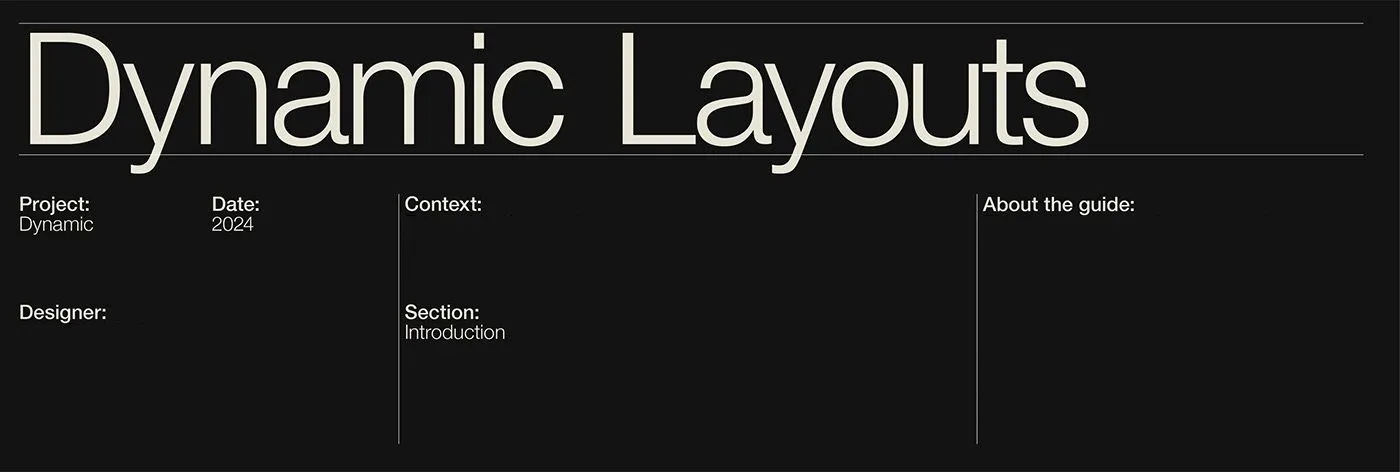 Dynamic Layouts
Project:
Dynamic
Date:
2024
Designer:
Context:
Section:
Introduction
About the guide: